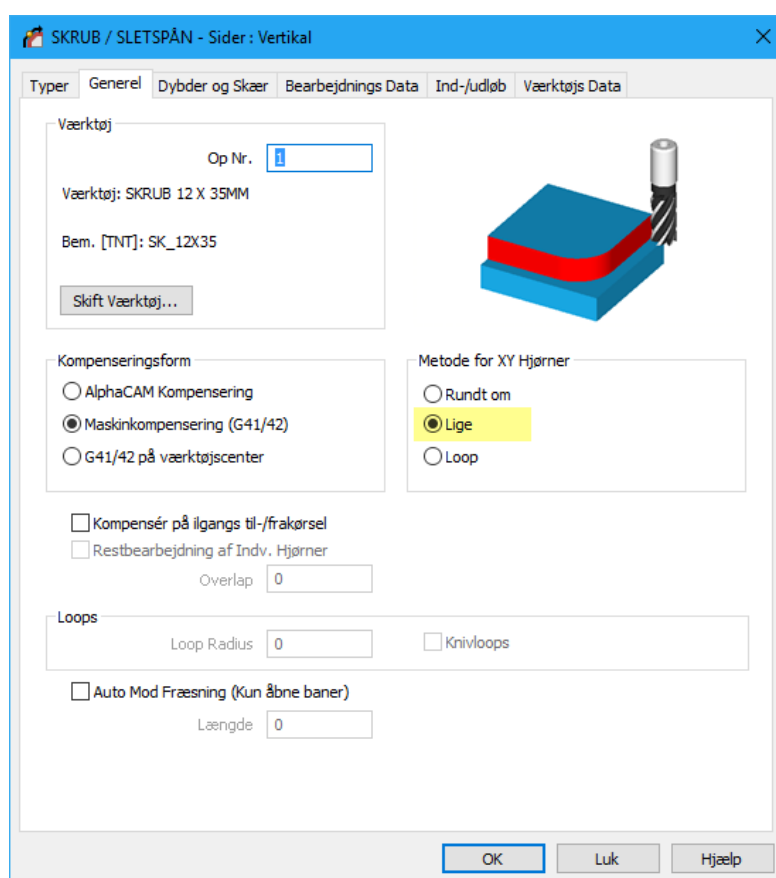 SKRUB / SLETSPÅN - Sider : Vertikal
Typer Generel Dybder og Skær Bearbejdnings Data Ind-/udløb Værktøjs Data
Værktøj
Op Nr. 1
Værktøj: SKRUB 12 X 35MM
Bem. [TNT]: SK_12X35
Skift Værktøj...
Kompenseringsform
AlphaCAM Kompensering
Maskinkompensering (G41/42)
G41/42 på værktøjscenter
Metode for XY Hjørner
Rundt om
Lige
Loop
Kompensér på ilgangs til-/frakørsel
Restbearbejdning af Indv. Hjørner
Overlap 0
Loops
Loop Radius 0 Knivloops
Auto Mod Fræsning (Kun åbne baner)
Længde 0
OK Luk Hjælp